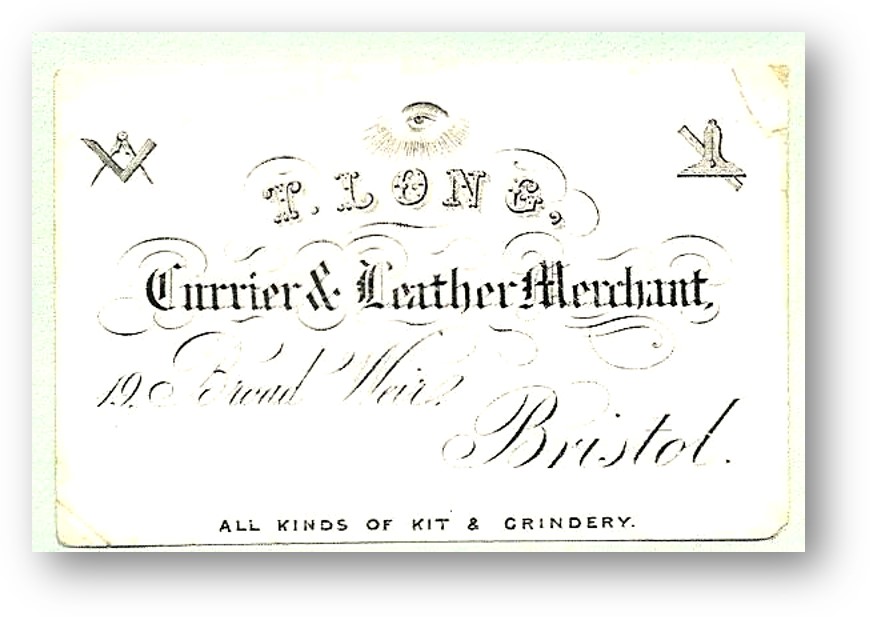 T. LONG,
Currier & Leather Merchant,
19. Broad Weir,
Bristol.
ALL KINDS OF KIT & GRINDERY.